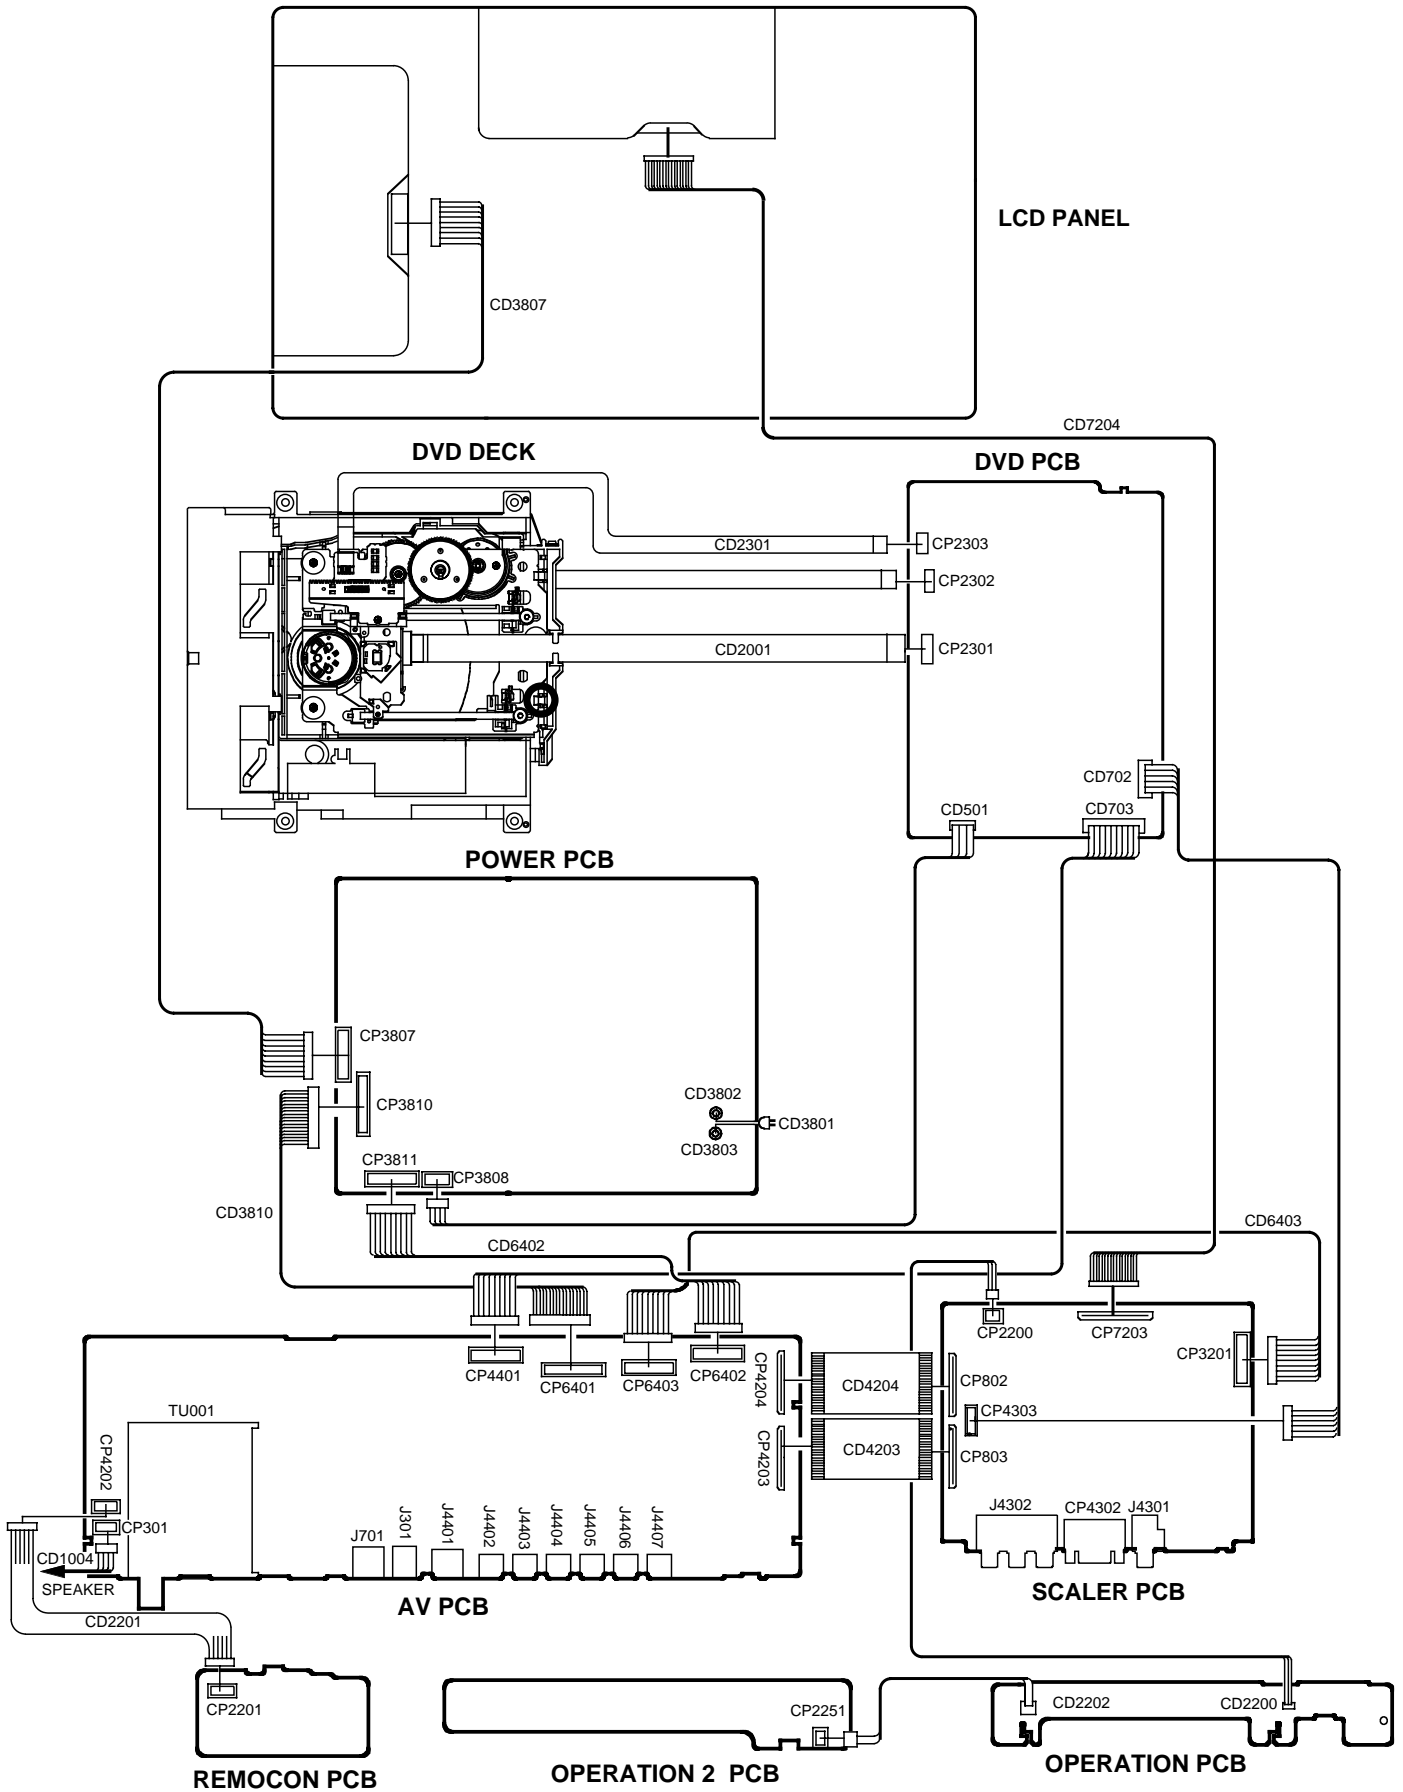 LCD PANEL
CD3807
CD7204
DVD DECK
DVD PCB
CD2301
CP2303
CP2302
CD2001
CP2301
CD702
CD501
CD703
POWER PCB
CP3807
CP3810
CD3802
CD3801
CD3803
CP3811
CP3808
CD3810
CD6402
CD6403
CP2200
CP7203
CP3201
CP4401
CP6401
CP6403
CP6402
CP4204
CD4204
CP802
CP4303
TU001
CP4202
CP4203
CD4203
CP803
CP301
CD1004
SPEAKER
J701
J301
J4401
J4402
J4403
J4404
J4405
J4406
J4407
J4302
CP4302
J4301
AV PCB
SCALER PCB
CD2201
CP2201
CP2251
CD2202
CD2200
REMOCON PCB
OPERATION 2 PCB
OPERATION PCB